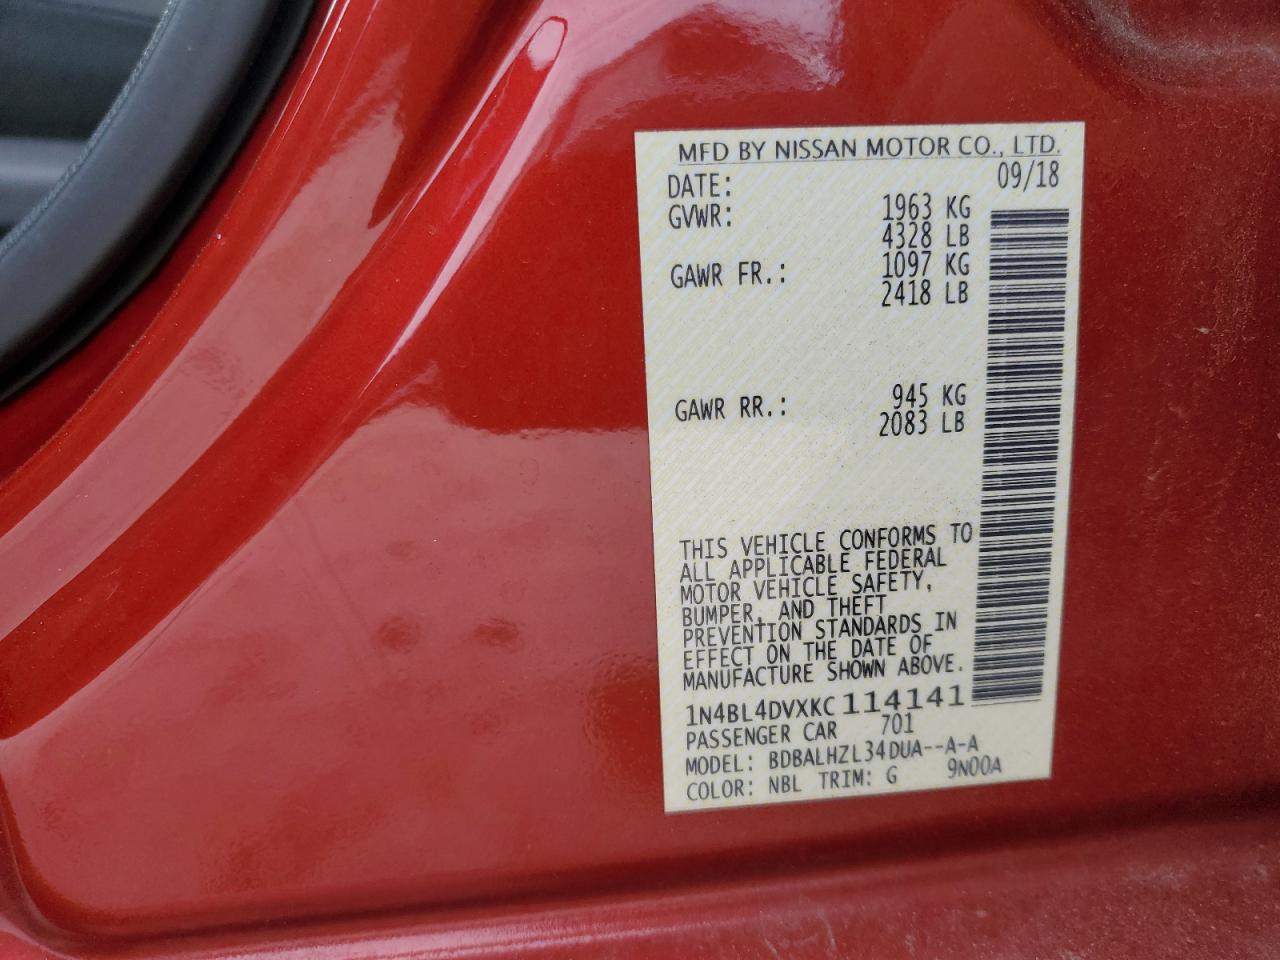 MFD BY NISSAN MOTOR CO., LTD.
DATE: 09/18
GVWR: 1963 KG
4328 LB
GAWR FR.: 1097 KG
2418 LB
GAWR RR.: 945 KG
2083 LB
THIS VEHICLE CONFORMS TO
ALL APPLICABLE FEDERAL
MOTOR VEHICLE SAFETY,
BUMPER, AND THEFT
PREVENTION STANDARDS IN
EFFECT ON THE DATE OF
MANUFACTURE SHOWN ABOVE.
1N4BL4DVXKC114141
PASSENGER CAR 701
MODEL: BDBALHZL34DUA--A-A
COLOR: NBL TRIM: G 9N00A